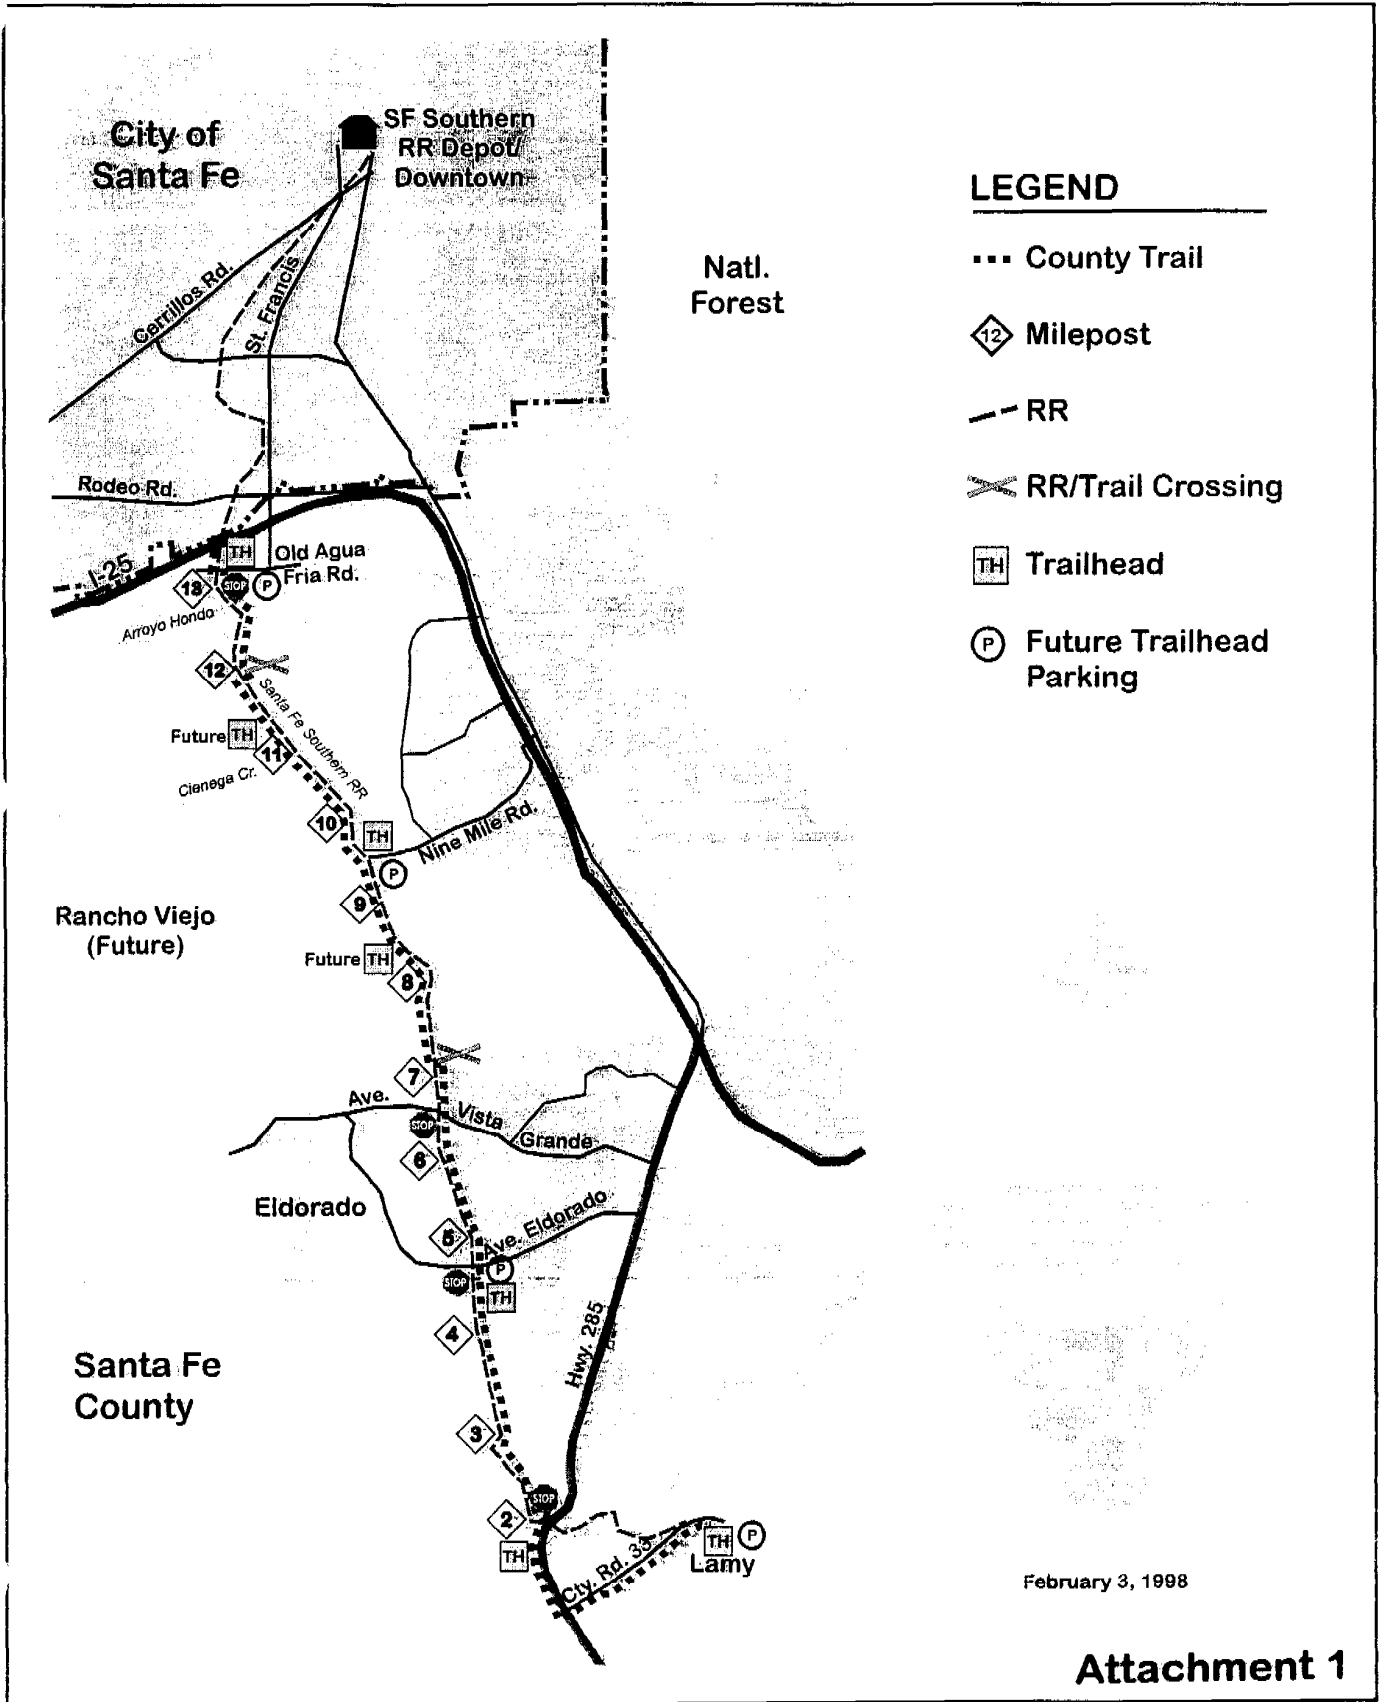 City of
Santa Fe
SF Southern
RR Depot/
Downtown
Natl.
Forest
LEGEND
County Trail
12 Milepost
RR
RR/Trail Crossing
TH Trailhead
P Future Trailhead
Parking
Cerrillos Rd.
St. Francis
Rodeo Rd.
I-25
TH
Old Agua
Fria Rd.
13
STOP
P
Arroyo Hondo
12
Santa Fe Southern RR
Future TH
11
Cienega Cr.
10
TH
Nine Mile Rd.
P
9
Rancho Viejo
(Future)
Future TH
8
7
Ave.
Vista
Grande
STOP
6
Eldorado
5
Ave. Eldorado
P
STOP
TH
4
Hwy. 285
Santa Fe
County
3
STOP
2
TH
Cty. Rd. 33
TH P
Lamy
February 3, 1998
Attachment 1